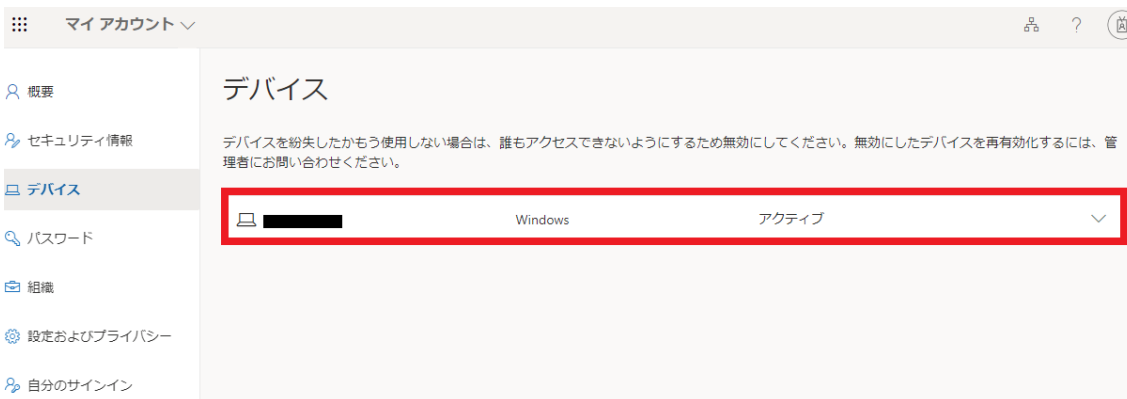 マイ アカウント
?
概要
セキュリティ情報
デバイス
パスワード
組織
設定およびプライバシー
自分のサインイン
デバイス
デバイスを紛失したかもう使用しない場合は、誰もアクセスできないようにするため無効にしてください。無効にしたデバイスを再有効化するには、管
理者にお問い合わせください。
Windows アクティブ